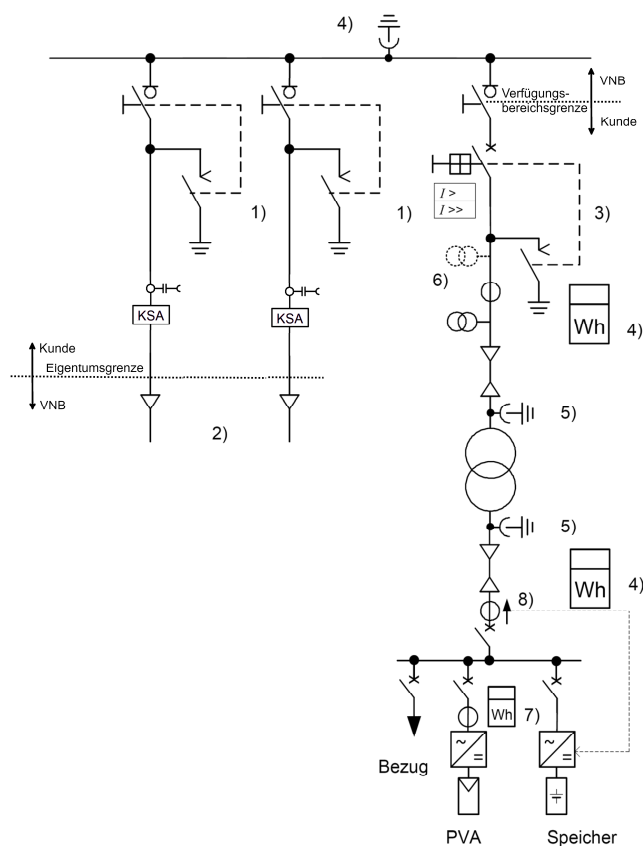 4)
VNB
Verfügungs-
bereichsgrenze
Kunde
1)
1)
I >
I >>
3)
6)
Wh
4)
KSA
KSA
Kunde
Eigentumsgrenze
VNB
2)
5)
5)
Wh
4)
8)
Wh
7)
~
=
~
=
Bezug
PVA
Speicher